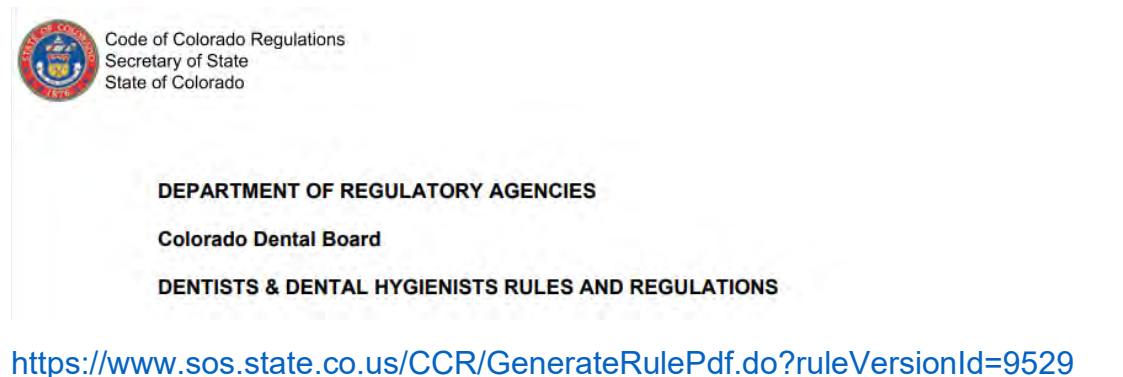 Code of Colorado Regulations
Secretary of State
State of Colorado
DEPARTMENT OF REGULATORY AGENCIES
Colorado Dental Board
DENTISTS & DENTAL HYGIENISTS RULES AND REGULATIONS
https://www.sos.state.co.us/CCR/GenerateRulePdf.do?ruleVersionId=9529